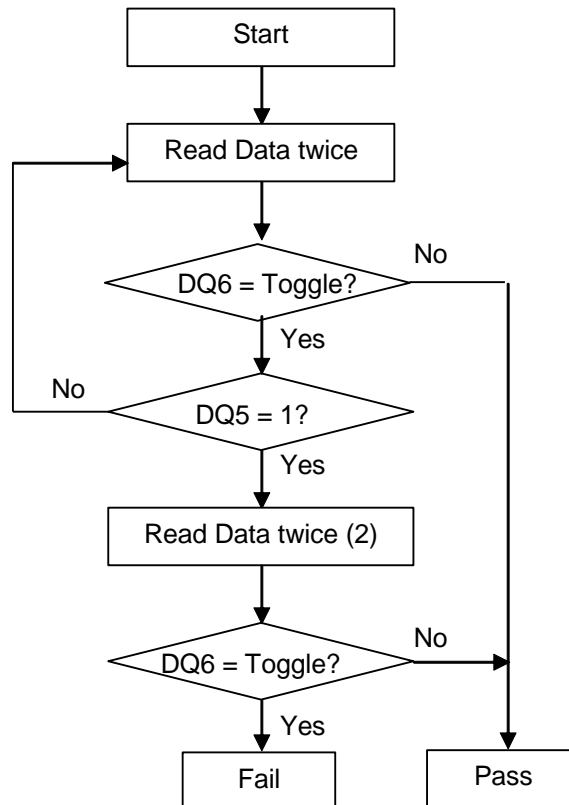 Start
Read Data twice
No
DQ6 = Toggle?
Yes
No
DQ5 = 1?
Yes
Read Data twice (2)
No
DQ6 = Toggle?
Yes
Fail
Pass